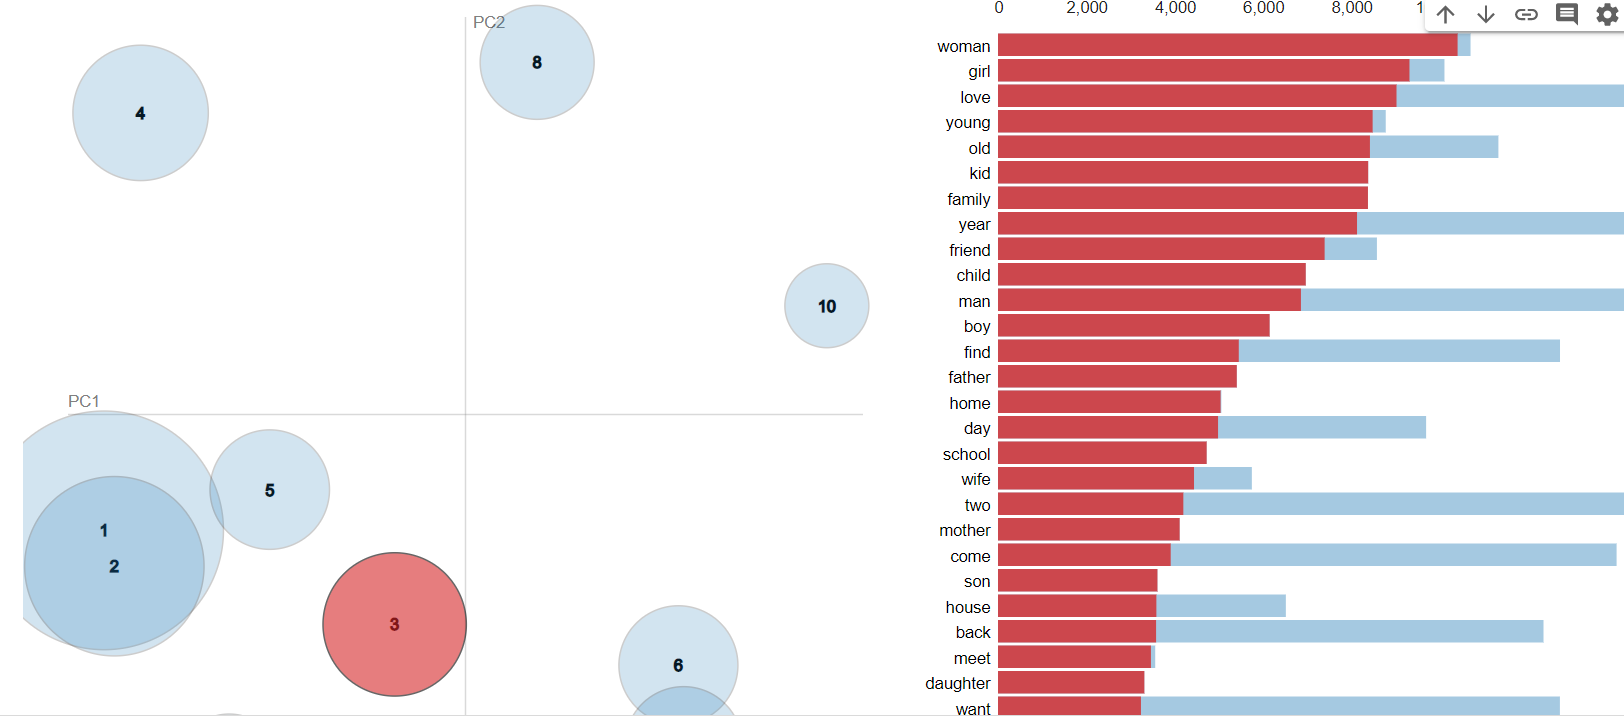 PC2
8
4
10
PC1
5
1
2
3
6
0 2,000 4,000 6,000 8,000 1
woman
girl
love
young
old
kid
family
year
friend
child
man
boy
find
father
home
day
school
wife
two
mother
come
son
house
back
meet
daughter
want